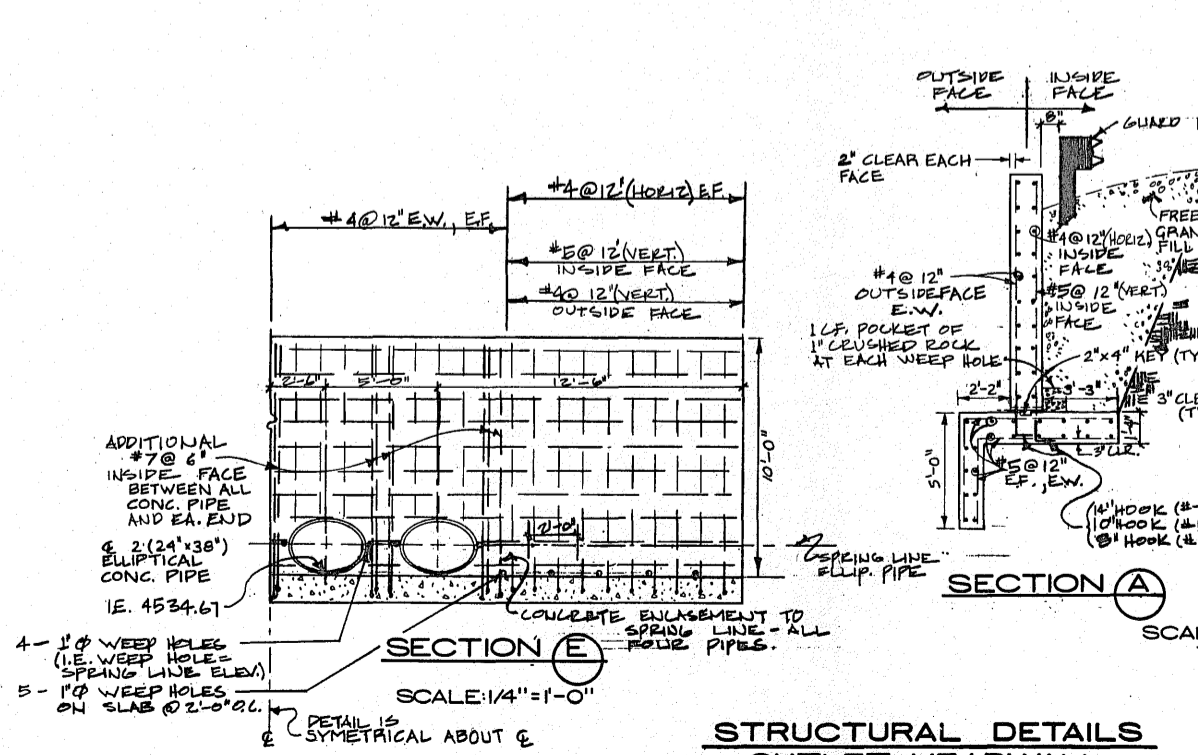 OUTSIDE FACE
INSIDE FACE
8"
GUARD
2" CLEAR EACH
FACE
#4@12"(HORIZ.) E.F.
#4@12" E.W., E.F.
#5@12"(VERT.)
INSIDE FACE
#4@12"(VERT.)
OUTSIDE FACE
#4@12"
OUTSIDE FACE
E.W.
1 C.F. POCKET OF
1" CRUSHED ROCK
AT EACH WEEP HOLE
#4@12"(HORIZ.)
INSIDE
FACE
FREE
GRAN
FILL
#5@12"(VERT.)
INSIDE
FACE
2"x4" KEY (TY
2'-2"
3'-3"
3" CLE
(T
1'-4"
3" CLR.
5'-0"
#5@12"
E.F., E.W.
14" HOOK (#
10" HOOK (#
8" HOOK (#
SECTION A
SCA
2'-6"
5'-0"
12'-6"
10'-0"
2'-0"
ADDITIONAL
#7@6"
INSIDE FACE
BETWEEN ALL
CONC. PIPE
AND EA. END
℄ 2'(24"x38")
ELLIPTICAL
CONC. PIPE
I.E. 4534.67
SPRING LINE
ELLIP. PIPE
CONCRETE ENCASEMENT TO
SPRING LINE - ALL
FOUR PIPES.
4 - 1"Φ WEEP HOLES
(I.E. WEEP HOLE =
SPRING LINE ELEV.)
5 - 1"Φ WEEP HOLES
ON SLAB @ 2'-0" O.C.
SECTION E
SCALE: 1/4"=1'-0"
℄ DETAIL IS
SYMETRICAL ABOUT ℄
STRUCTURAL DETAILS